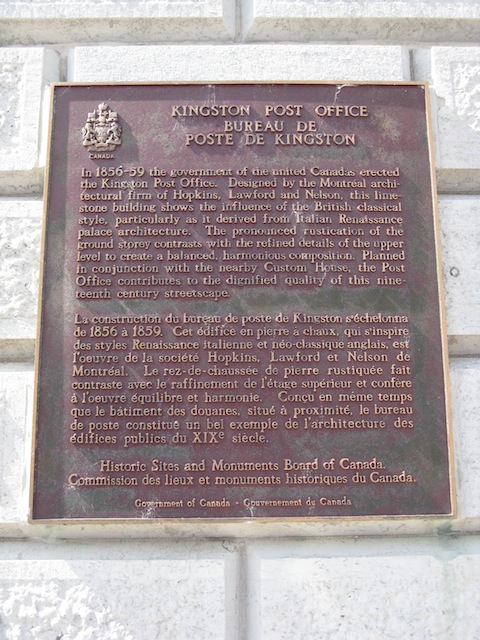 CANADA
KINGSTON POST OFFICE
BUREAU DE
POSTE DE KINGSTON
In 1856-59 the government of the united Canadas erected
the Kingston Post Office. Designed by the Montréal archi-
tectural firm of Hopkins, Lawford and Nelson, this lime-
stone building shows the influence of the British classical
style, particularly as it derived from Italian Renaissance
palace architecture. The pronounced rustication of the
ground storey contrasts with the refined details of the upper
level to create a balanced, harmonious composition. Planned
in conjunction with the nearby Custom House, the Post
Office contributes to the dignified quality of this nine-
teenth century streetscape.
La construction du bureau de poste de Kingston s'échelonna
de 1856 à 1859. Cet édifice en pierre à chaux, qui s'inspire
des styles Renaissance italienne et néo-classique anglais, est
l'oeuvre de la société Hopkins, Lawford et Nelson de
Montréal. Le rez-de-chaussée de pierre rustiquée fait
contraste avec le raffinement de l'étage supérieur et confère
à l'oeuvre équilibre et harmonie. Conçu en même temps
que le bâtiment des douanes, situé à proximité, le bureau
de poste constitue un bel exemple de l'architecture des
édifices publics du XIXe siècle.
Historic Sites and Monuments Board of Canada.
Commission des lieux et monuments historiques du Canada.
Government of Canada - Gouvernement du Canada